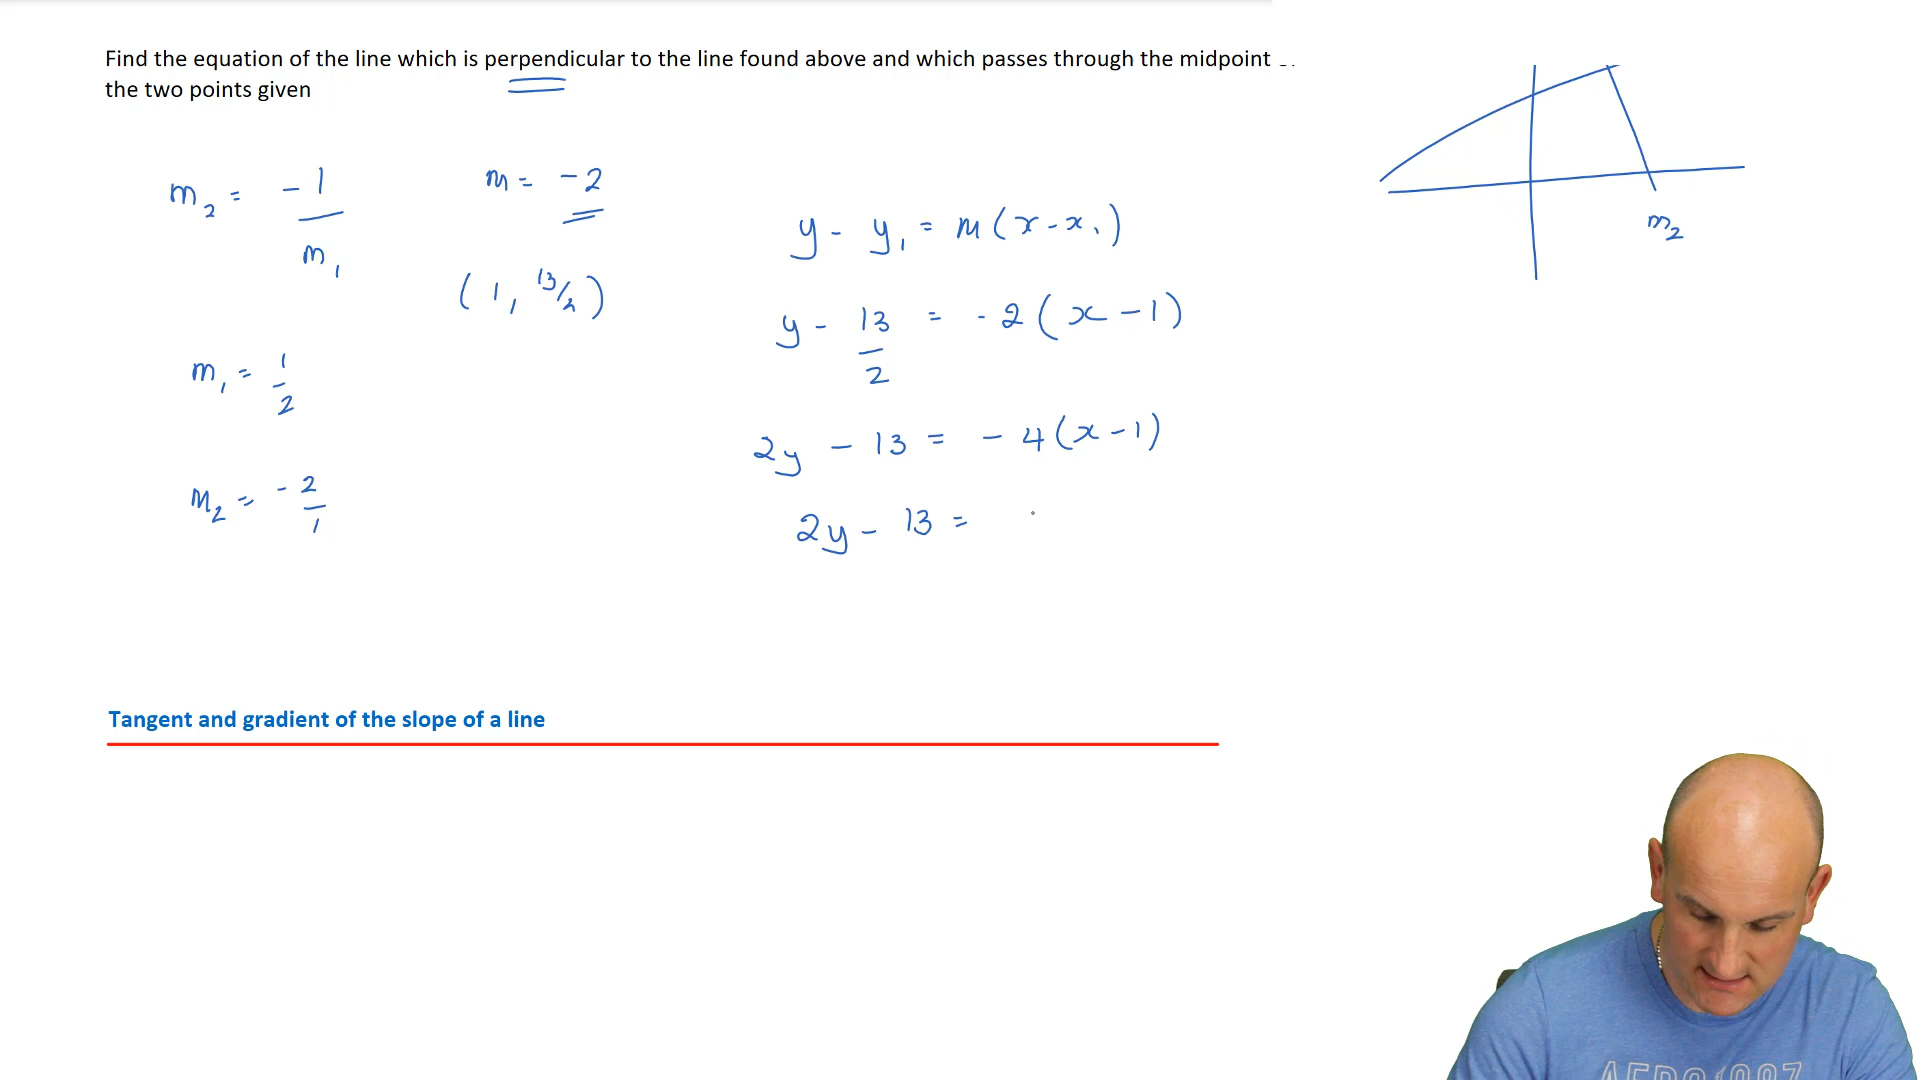 Find the equation of the line which is perpendicular to the line found above and which passes through the midpoint
the two points given
m₂ = -1/m₁
m₁ = 1/2
m₂ = -2/1
m = -2
(1, 13/2)
y - y₁ = m(x - x₁)
y - 13/2 = -2(x - 1)
2y - 13 = -4(x - 1)
2y - 13 =
m₂
Tangent and gradient of the slope of a line